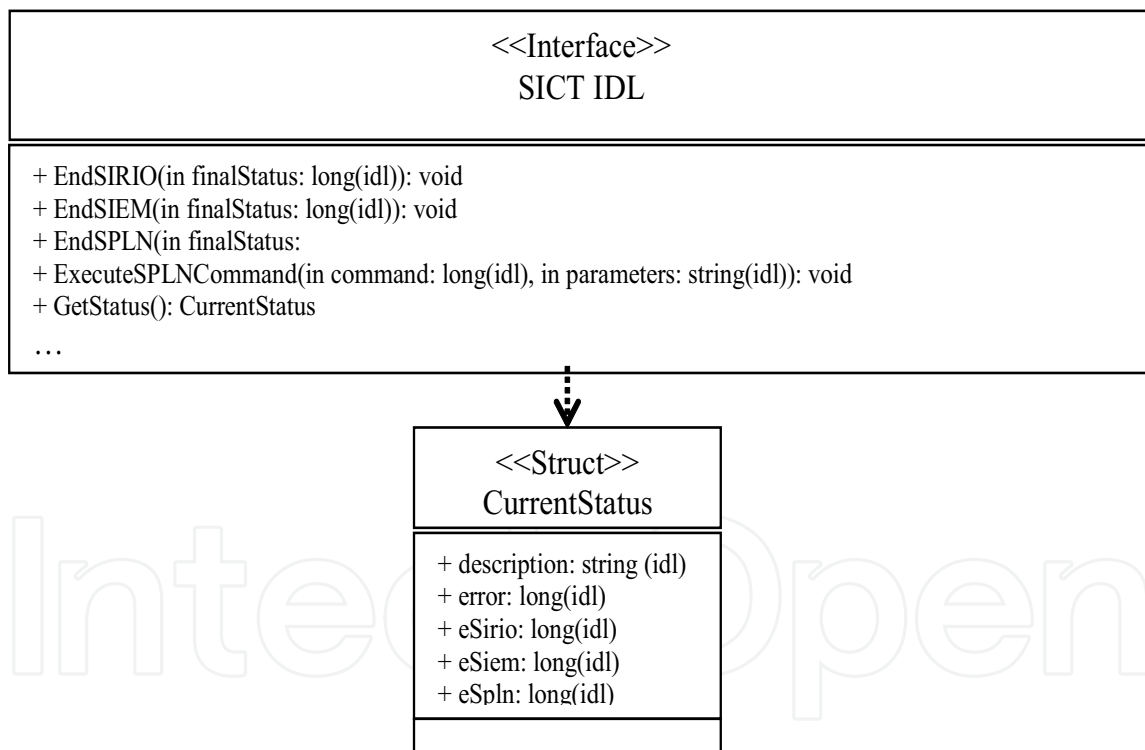 <<Interface>>
SICT IDL
+ EndSIRIO(in finalStatus: long(idl)): void
+ EndSIEM(in finalStatus: long(idl)): void
+ EndSPLN(in finalStatus:
+ ExecuteSPLNCommand(in command: long(idl), in parameters: string(idl)): void
+ GetStatus(): CurrentStatus
…
<<Struct>>
CurrentStatus
+ description: string (idl)
+ error: long(idl)
+ eSirio: long(idl)
+ eSiem: long(idl)
+ eSpln: long(idl)
IntechOpen